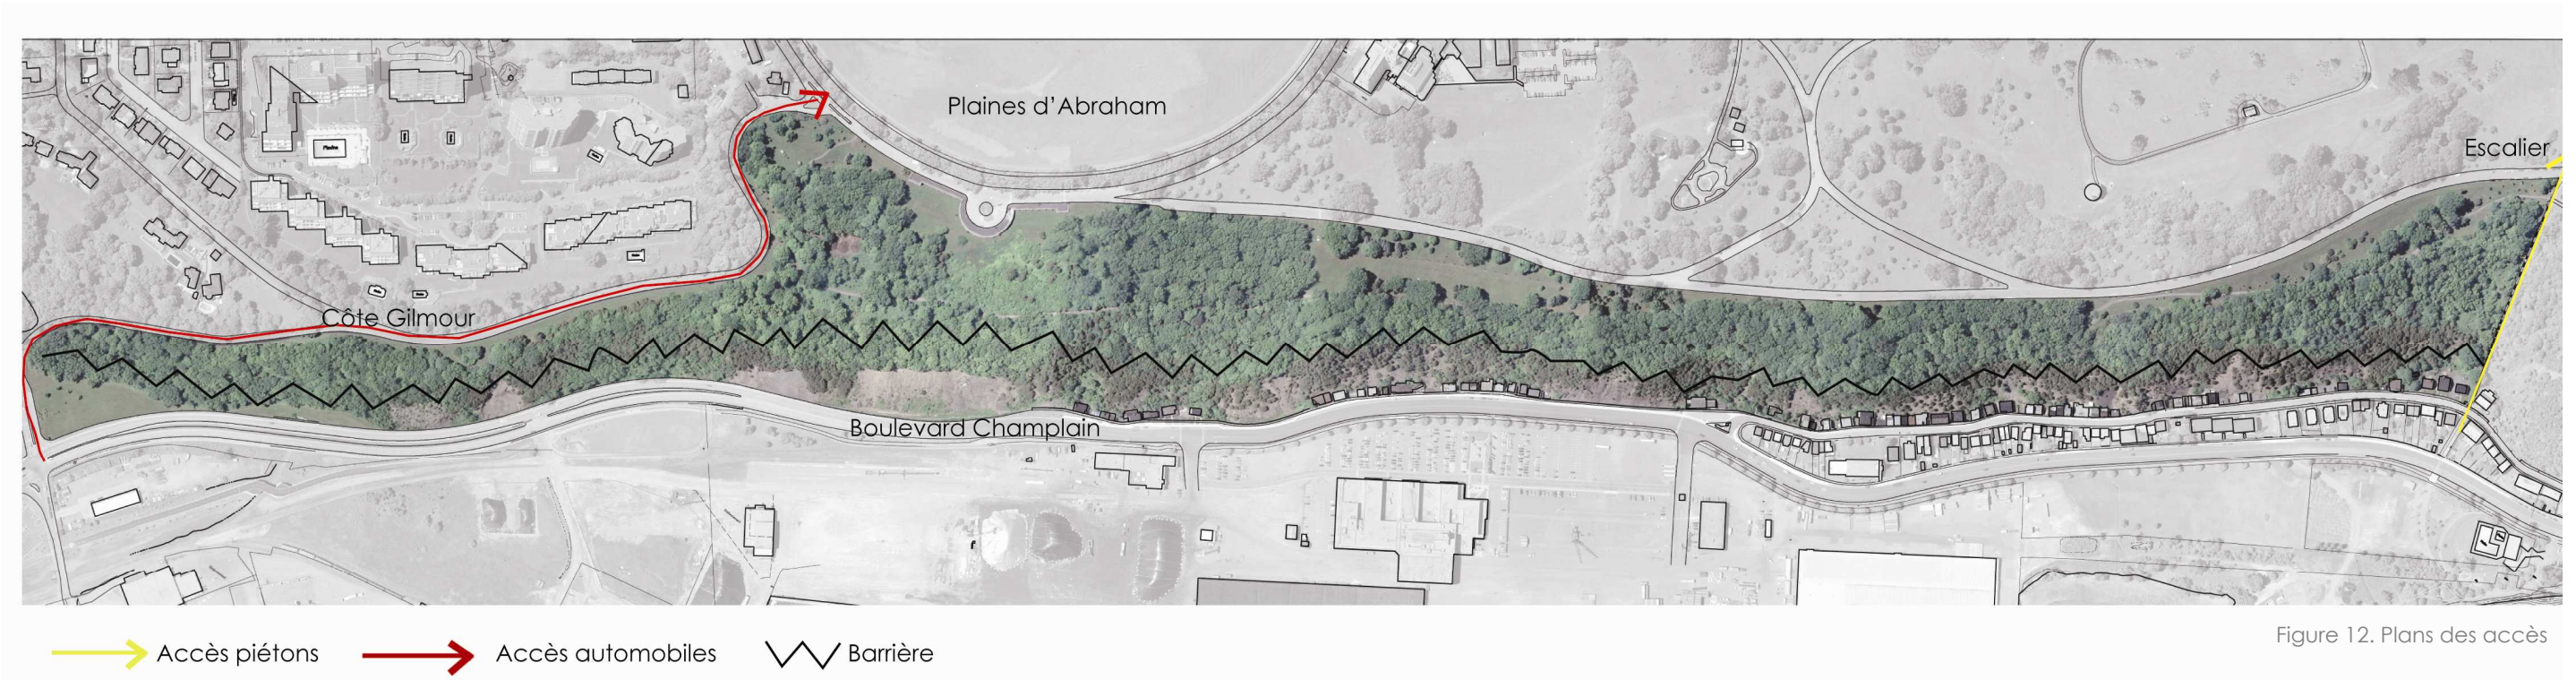 Plaines d'Abraham
Escalier
Côte Gilmour
Boulevard Champlain
Figure 12. Plans des accès
Accès piétons
Accès automobiles
Barrière